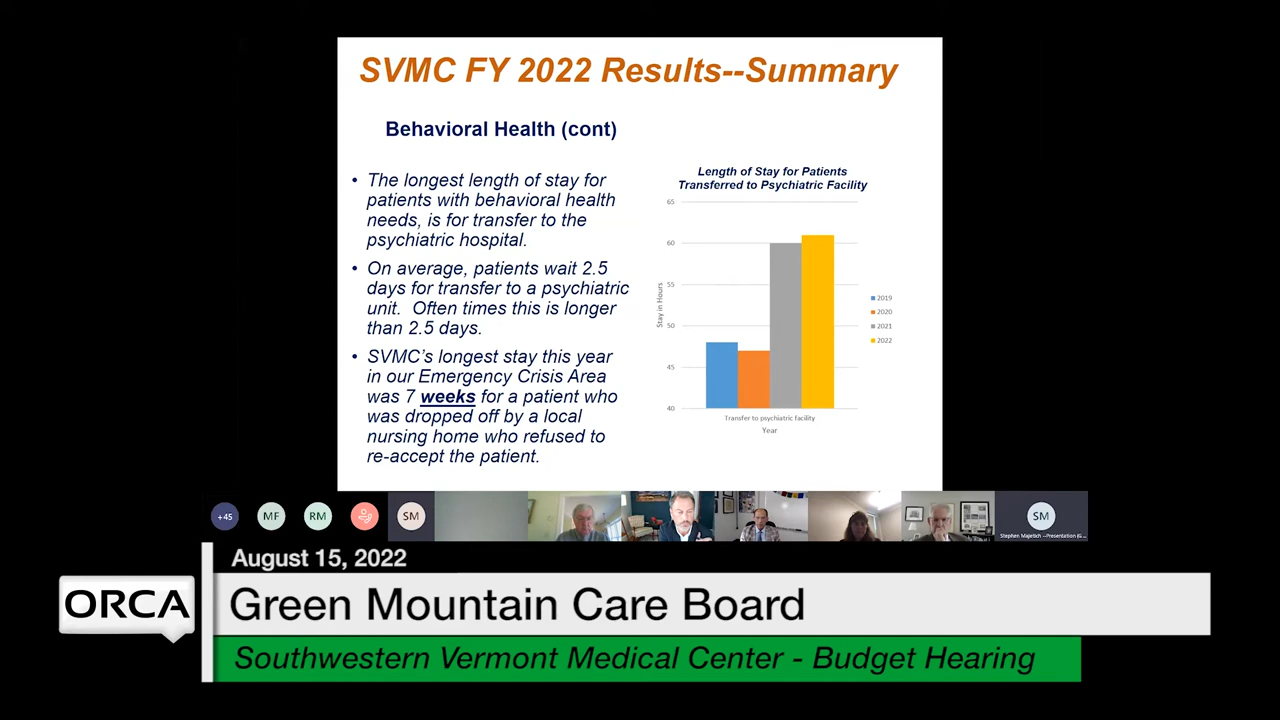 SVMC FY 2022 Results--Summary
Behavioral Health (cont)
• The longest length of stay for
patients with behavioral health
needs, is for transfer to the
psychiatric hospital.
• On average, patients wait 2.5
days for transfer to a psychiatric
unit. Often times this is longer
than 2.5 days.
• SVMC's longest stay this year
in our Emergency Crisis Area
was 7 weeks for a patient who
was dropped off by a local
nursing home who refused to
re-accept the patient.
Length of Stay for Patients
Transferred to Psychiatric Facility
65
60
55
50
45
40
Stay in Hours
Transfer to psychiatric facility
Year
2019
2020
2021
2022
+45
MF
RM
SM
SM
Stephen Majetich --Presentation (G...
August 15, 2022
ORCA
Green Mountain Care Board
Southwestern Vermont Medical Center - Budget Hearing